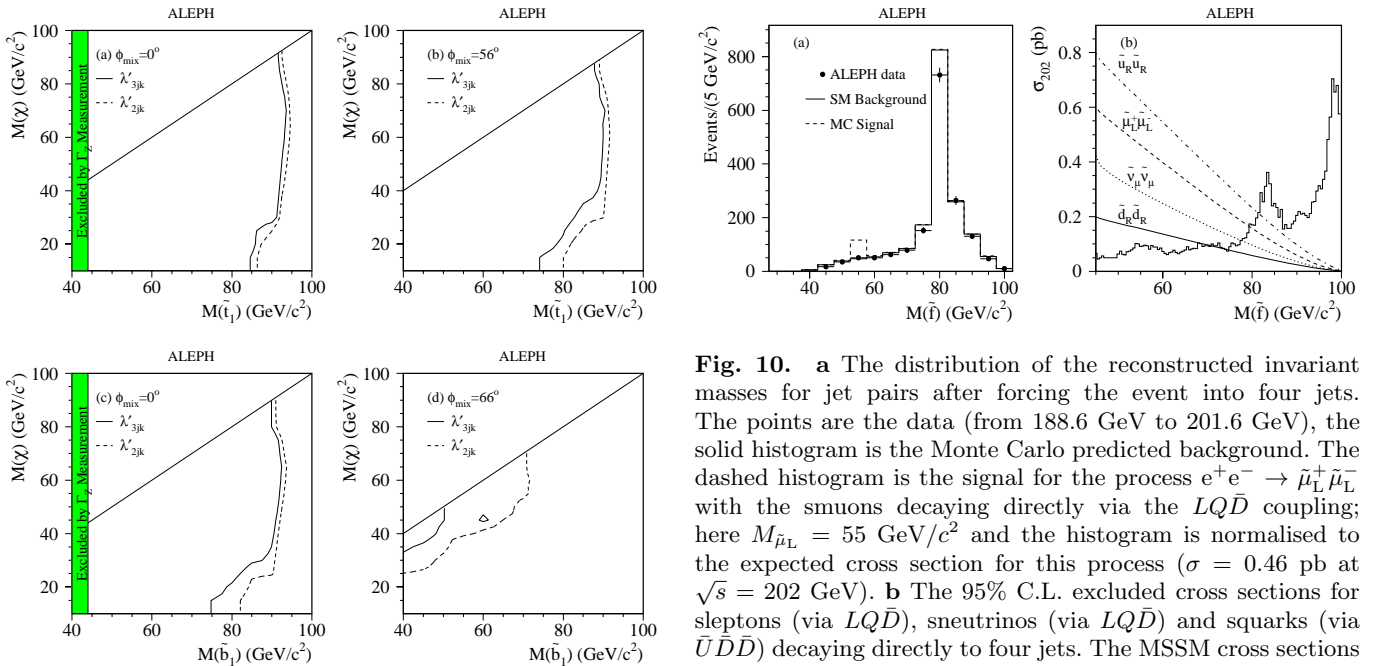 ALEPH
M(χ) (GeV/c²)
100
80
60
40
20
(a) ϕmix=0°
λ′3jk
λ′2jk
Excluded by ΓZ Measurement
40 60 80 100
M(t̃1) (GeV/c²)
ALEPH
M(χ) (GeV/c²)
100
80
60
40
20
(b) ϕmix=56°
λ′3jk
λ′2jk
40 60 80 100
M(t̃1) (GeV/c²)
ALEPH
M(χ) (GeV/c²)
100
80
60
40
20
(c) ϕmix=0°
λ′3jk
λ′2jk
Excluded by ΓZ Measurement
40 60 80 100
M(b̃1) (GeV/c²)
ALEPH
M(χ) (GeV/c²)
100
80
60
40
20
(d) ϕmix=66°
λ′3jk
λ′2jk
40 60 80 100
M(b̃1) (GeV/c²)
ALEPH
Events/(5 GeV/c²)
800
600
400
200
0
(a)
ALEPH data
SM Background
MC Signal
40 60 80 100
M(f̃) (GeV/c²)
ALEPH
σ202 (pb)
0.8
0.6
0.4
0.2
0
(b)
ũRũR
μ̃L⁺μ̃L⁻
ν̃μν̃μ
d̃Rd̃R
60 80 100
M(f̃) (GeV/c²)
Fig. 10. a The distribution of the reconstructed invariant
masses for jet pairs after forcing the event into four jets.
The points are the data (from 188.6 GeV to 201.6 GeV), the
solid histogram is the Monte Carlo predicted background. The
dashed histogram is the signal for the process e⁺e⁻ → μ̃L⁺μ̃L⁻
with the smuons decaying directly via the LQD̄ coupling;
here Mμ̃L = 55 GeV/c² and the histogram is normalised to
the expected cross section for this process (σ = 0.46 pb at
√s = 202 GeV). b The 95% C.L. excluded cross sections for
sleptons (via LQD̄), sneutrinos (via LQD̄) and squarks (via
ŪD̄D̄) decaying directly to four jets. The MSSM cross sections